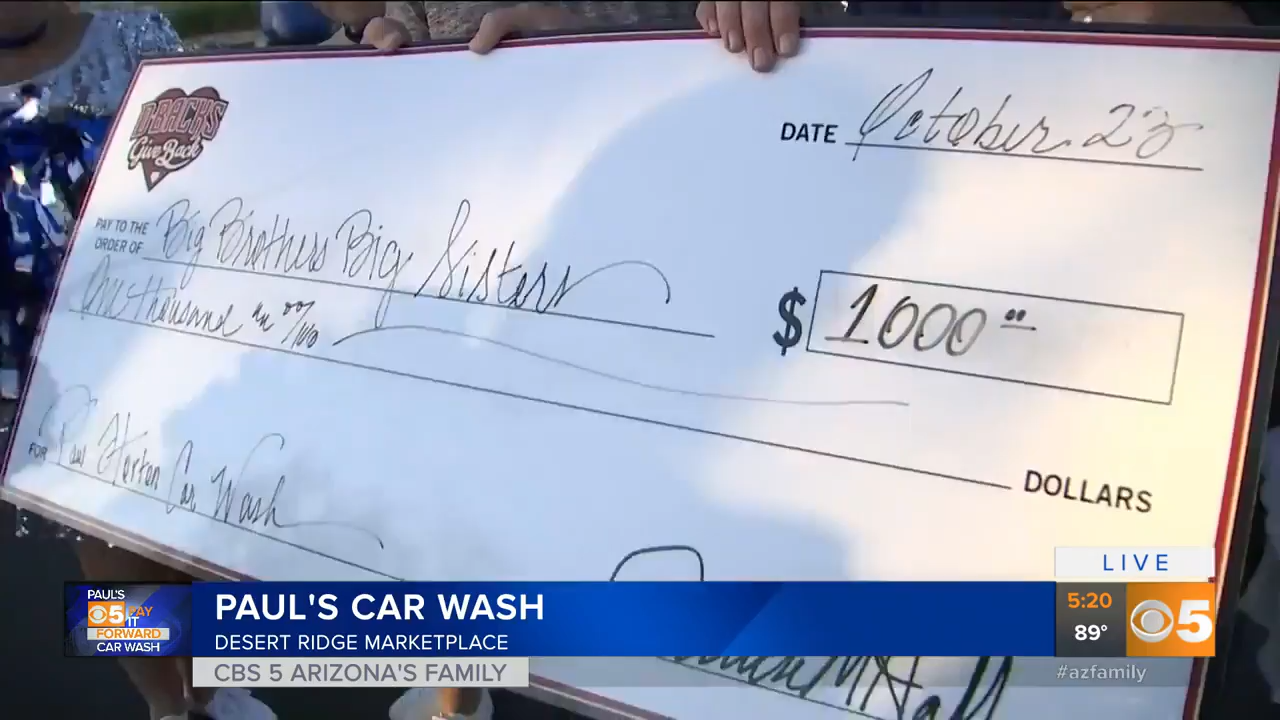 D-BACKS
Give Back
DATE October 23
PAY TO THE
ORDER OF Big Brothers Big Sisters
One thousand 00/100
$ 1000 00
DOLLARS
FOR Paul Horton Car Wash
LIVE
PAUL'S
5 PAY
IT
FORWARD
CAR WASH
PAUL'S CAR WASH
DESERT RIDGE MARKETPLACE
CBS 5 ARIZONA'S FAMILY
5:20
89°
5
#azfamily